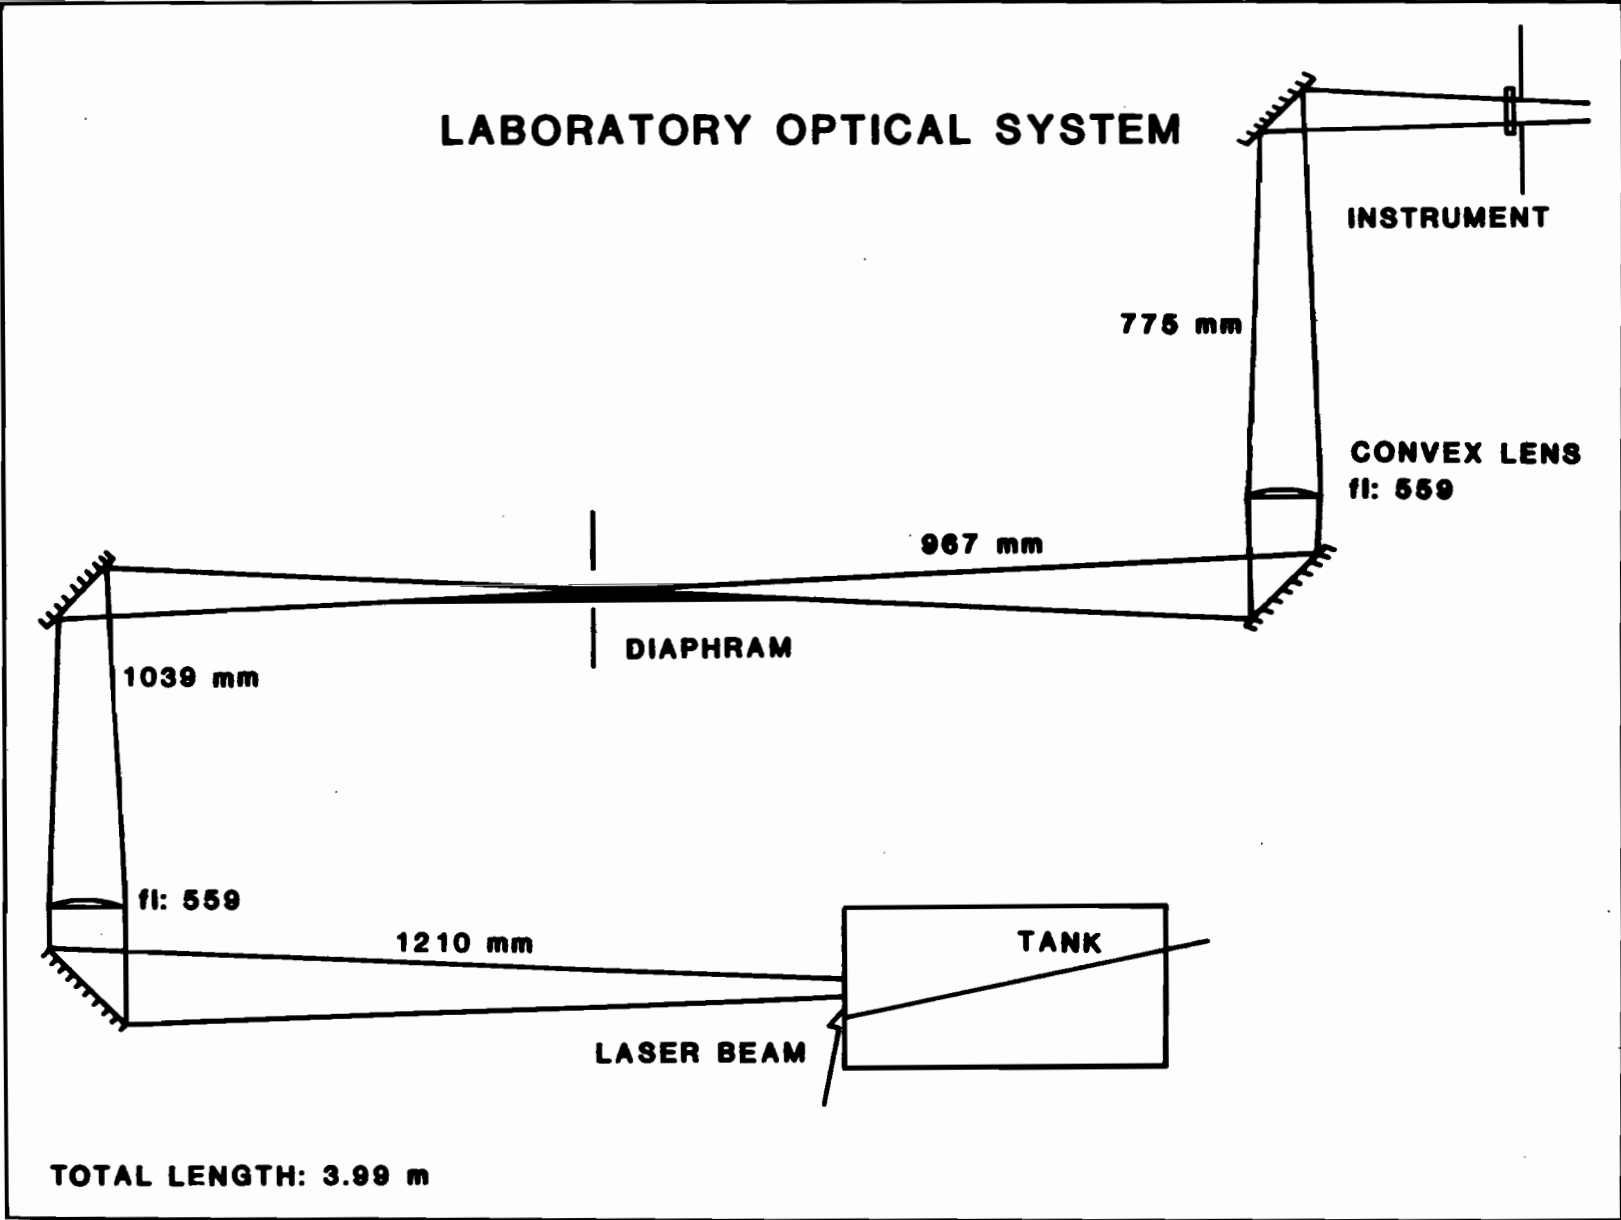 LABORATORY OPTICAL SYSTEM
INSTRUMENT
775 mm
CONVEX LENS
fl: 559
967 mm
DIAPHRAM
1039 mm
fl: 559
1210 mm
TANK
LASER BEAM
TOTAL LENGTH: 3.99 m